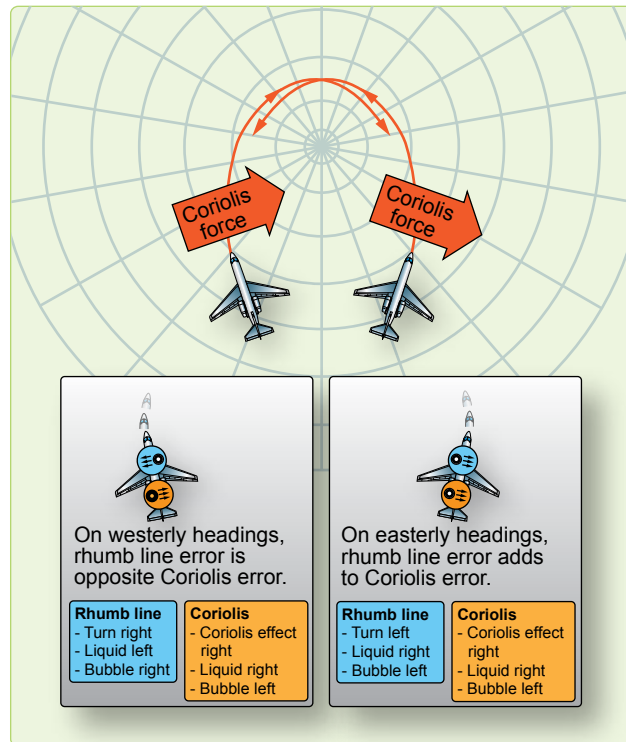 Coriolis
force
Coriolis
force
On westerly headings,
rhumb line error is
opposite Coriolis error.
Rhumb line
- Turn right
- Liquid left
- Bubble right
Coriolis
- Coriolis effect
right
- Liquid right
- Bubble left
On easterly headings,
rhumb line error adds
to Coriolis error.
Rhumb line
- Turn left
- Liquid right
- Bubble left
Coriolis
- Coriolis effect
right
- Liquid right
- Bubble left